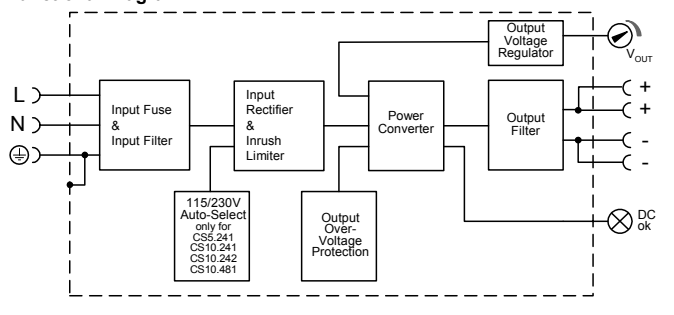 Output
Voltage
Regulator
VOUT
L
N
Input Fuse
&
Input Filter
Input
Rectifier
&
Inrush
Limiter
Power
Converter
Output
Filter
+
+
-
-
115/230V
Auto-Select
only for
CS5.241
CS10.241
CS10.242
CS10.481
Output
Over-
Voltage
Protection
DC
ok